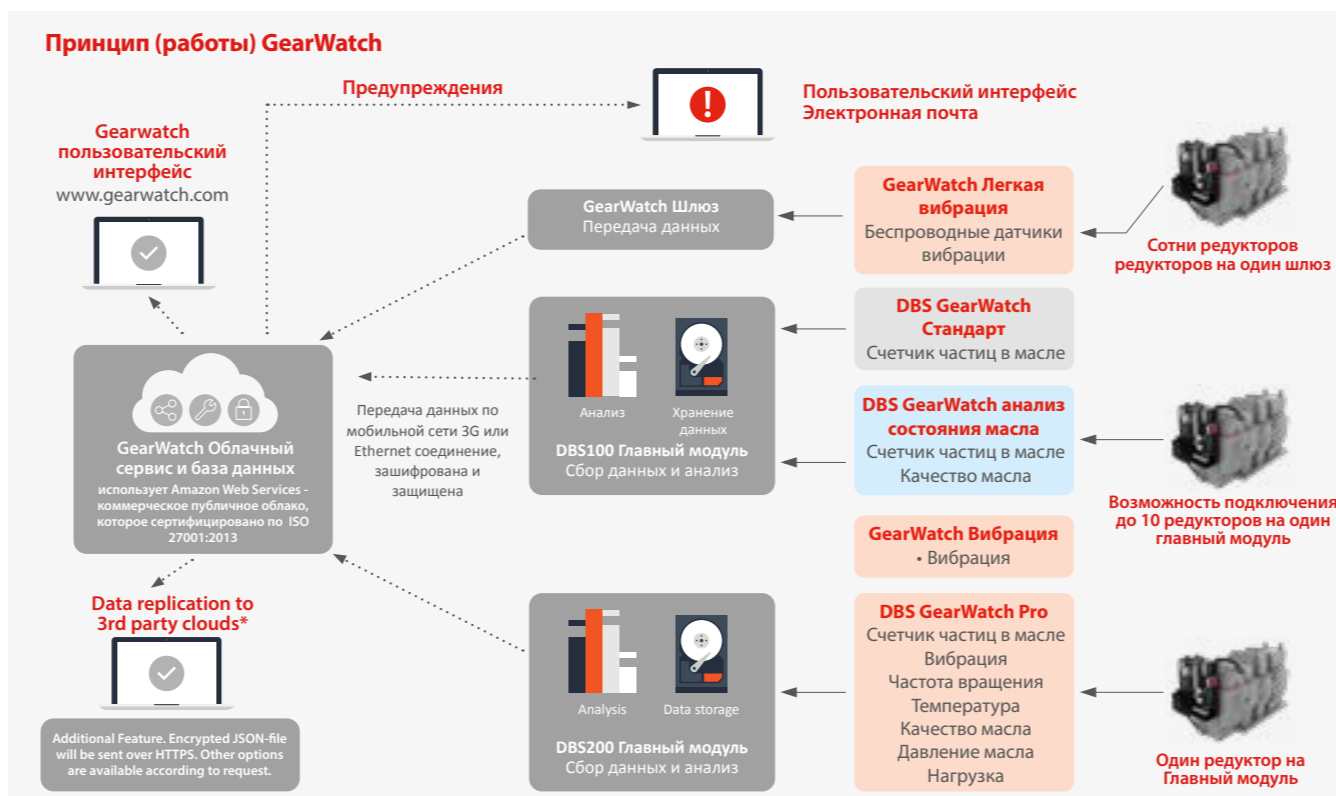 Принцип (работы) GearWatch
Предупреждения
Пользовательский интерфейс
Электронная почта
Gearwatch
пользовательский
интерфейс
www.gearwatch.com
GearWatch Шлюз
Передача данных
GearWatch Легкая
вибрация
Беспроводные датчики
вибрации
Сотни редукторов
редукторов на один шлюз
DBS GearWatch
Стандарт
Счетчик частиц в масле
Анализ
Хранение
данных
DBS100 Главный модуль
Сбор данных и анализ
DBS GearWatch анализ
состояния масла
Счетчик частиц в масле
Качество масла
Возможность подключения
до 10 редукторов на один
главный модуль
Передача данных по
мобильной сети 3G или
Ethernet соединение,
зашифрована и
защищена
GearWatch Облачный
сервис и база данных
использует Amazon Web Services -
коммерческое публичное облако,
которое сертифицировано по ISO
27001:2013
GearWatch Вибрация
• Вибрация
Data replication to
3rd party clouds*
Additional Feature. Encrypted JSON-file
will be sent over HTTPS. Other options
are available according to request.
Analysis
Data storage
DBS200 Главный модуль
Сбор данных и анализ
DBS GearWatch Pro
Счетчик частиц в масле
Вибрация
Частота вращения
Температура
Качество масла
Давление масла
Нагрузка
Один редуктор на
Главный модуль